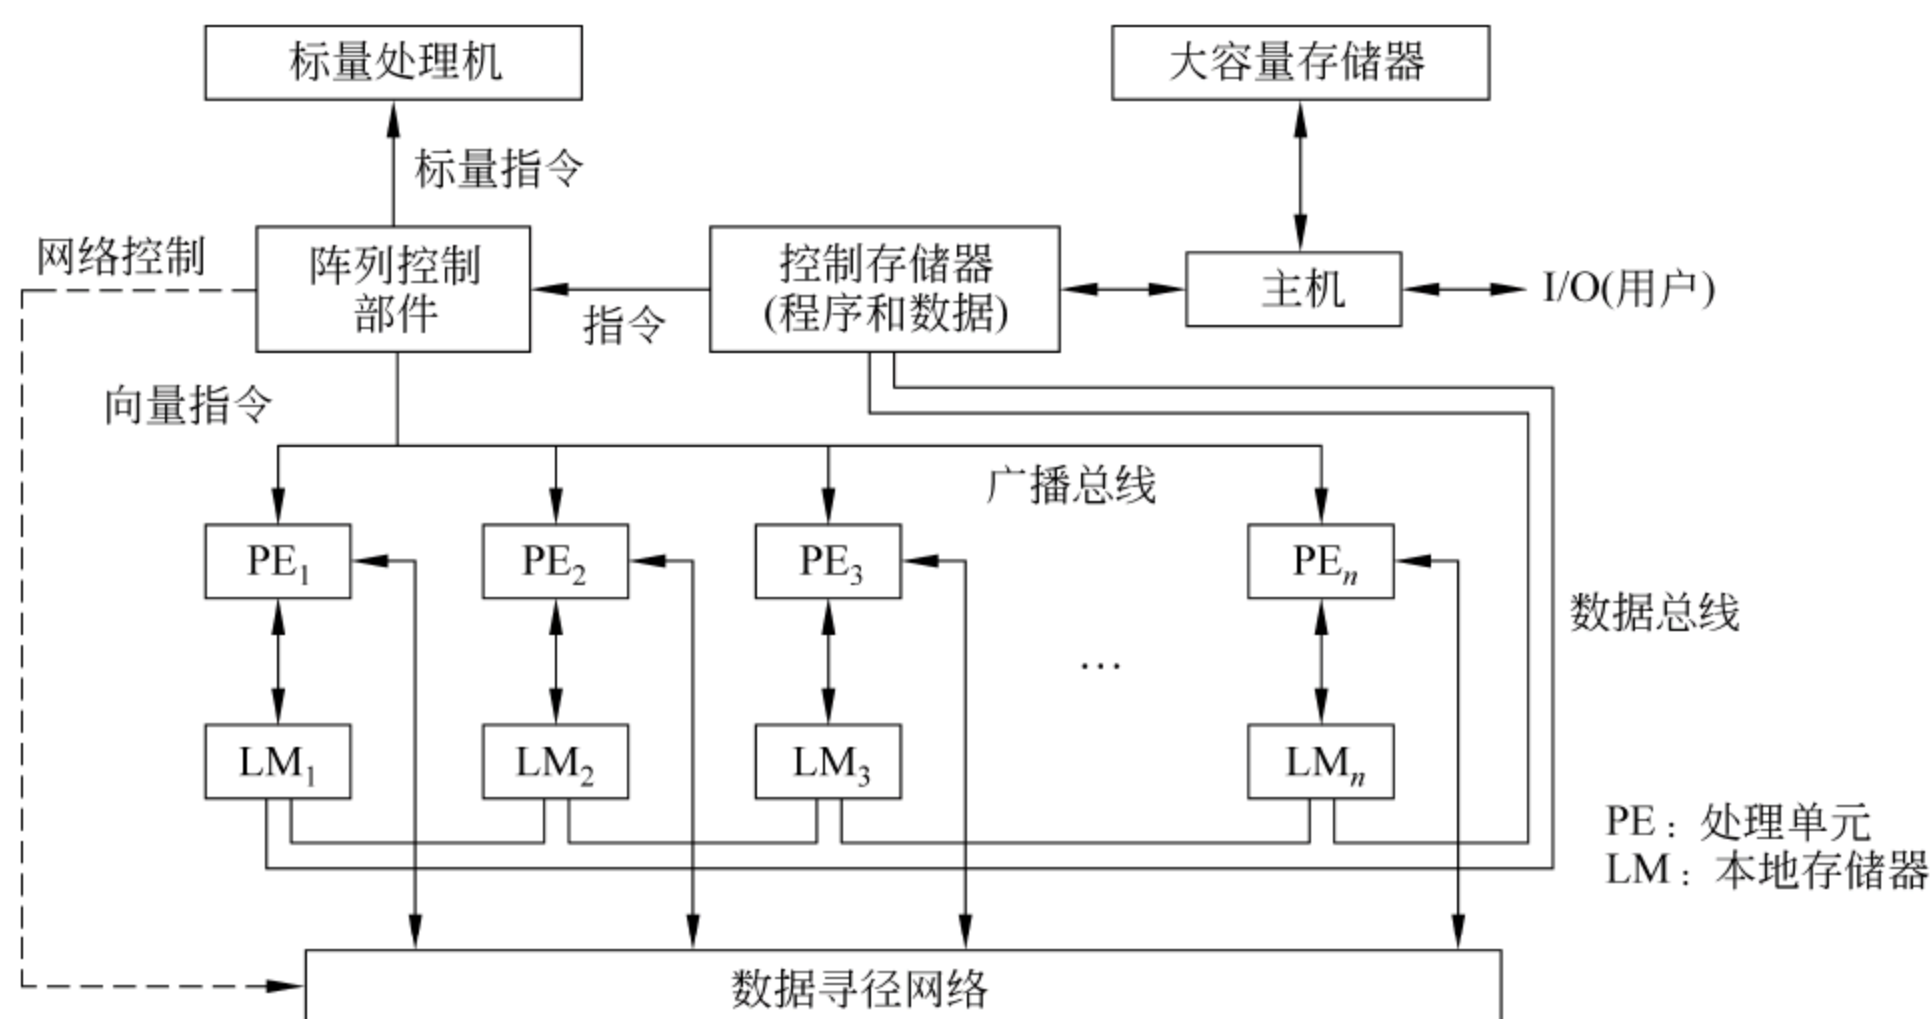 标量处理机
大容量存储器
标量指令
网络控制
阵列控制
部件
指令
控制存储器
(程序和数据)
主机
I/O(用户)
向量指令
广播总线
PE1
PE2
PE3
PEn
数据总线
…
LM1
LM2
LM3
LMn
PE：处理单元
LM：本地存储器
数据寻径网络